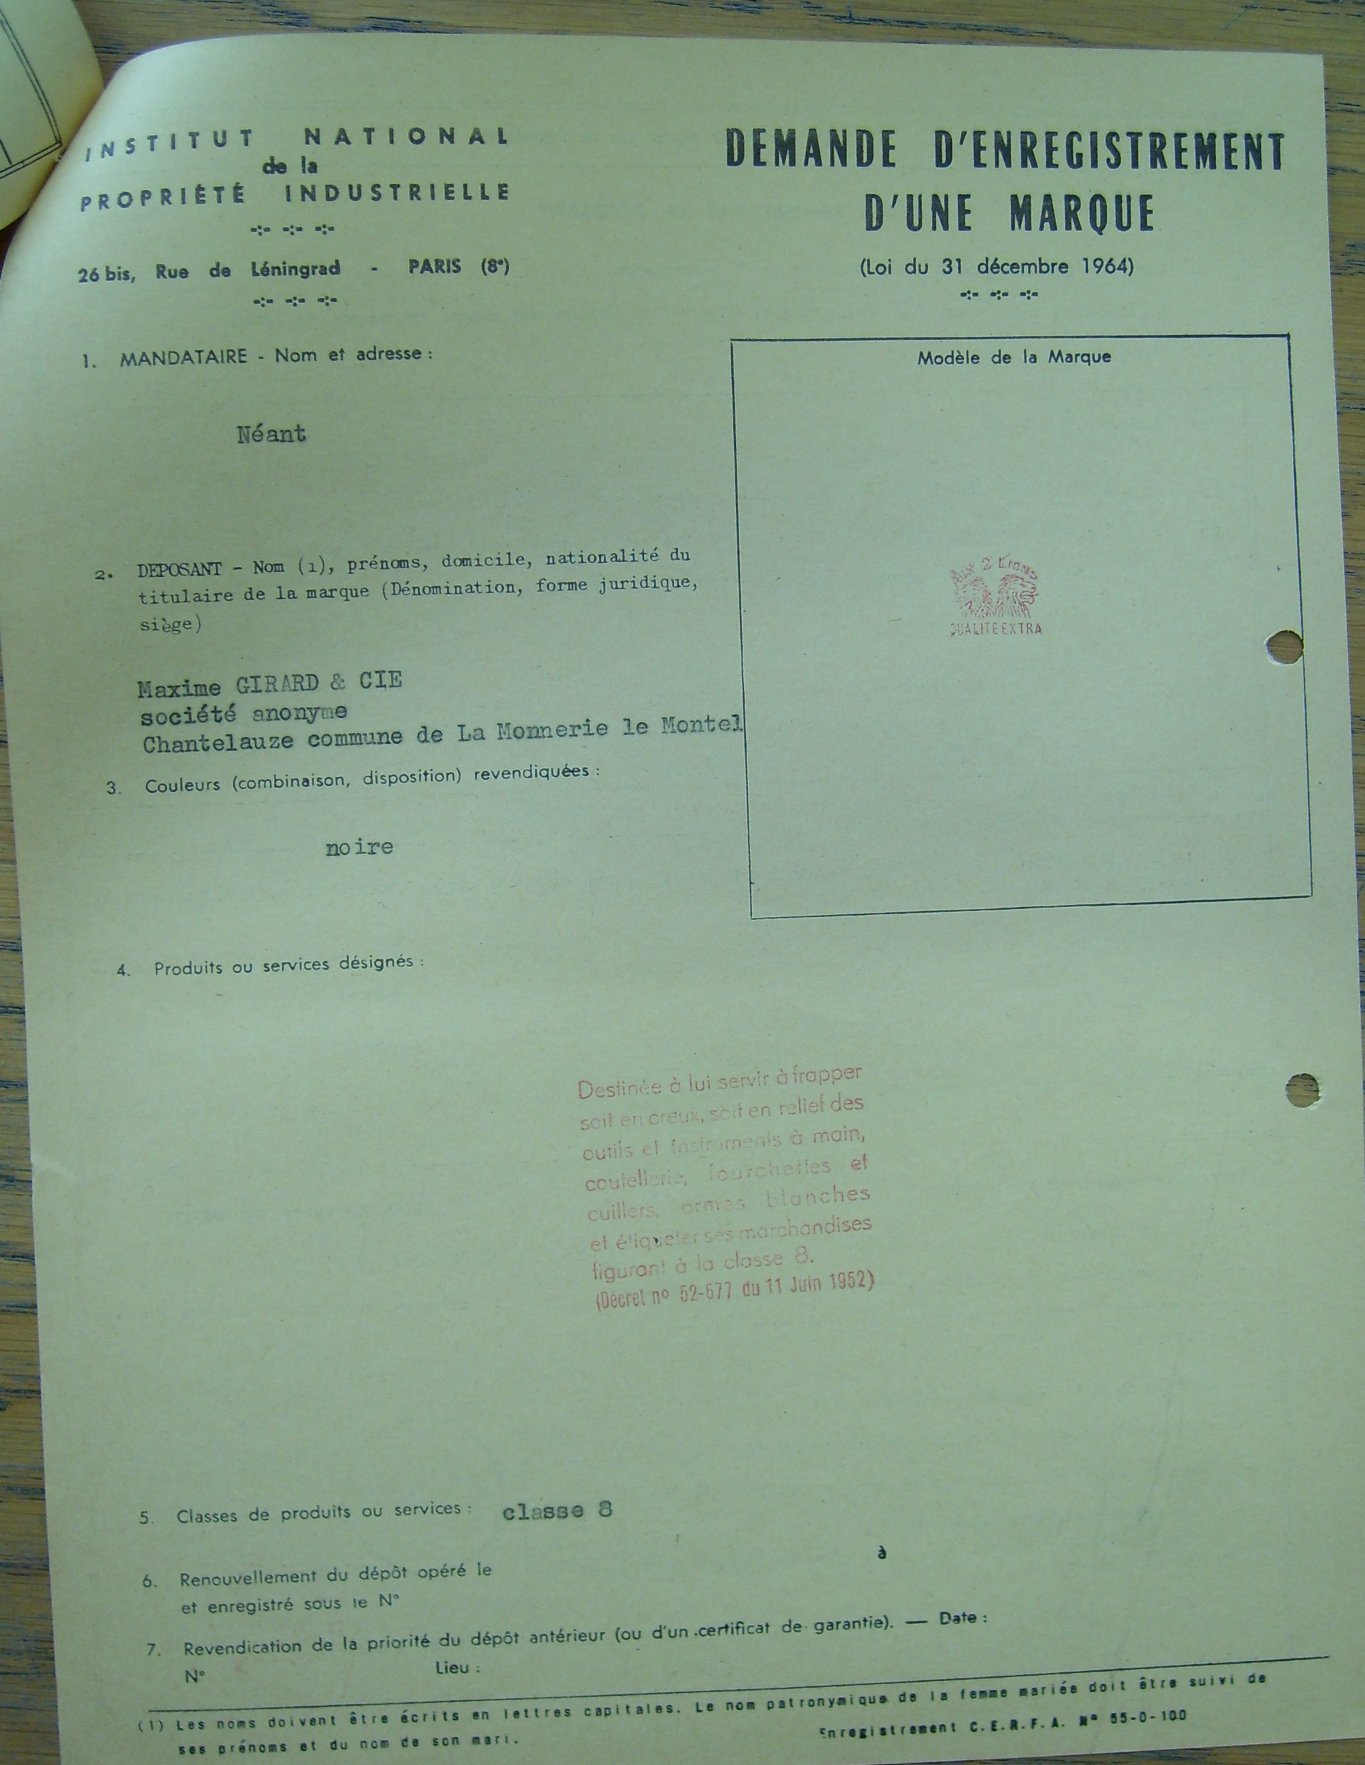 INSTITUT NATIONAL
de la
PROPRIÉTÉ INDUSTRIELLE
26 bis, Rue de Léningrad - PARIS (8e)
DEMANDE D'ENREGISTREMENT
D'UNE MARQUE
(Loi du 31 décembre 1964)
1. MANDATAIRE - Nom et adresse :
Néant
Modèle de la Marque
AUX 2 LIONS
QUALITE EXTRA
2. DEPOSANT - Nom (1), prénoms, domicile, nationalité du
titulaire de la marque (Dénomination, forme juridique,
siège)
Maxime GIRARD & CIE
société anonyme
Chantelauze commune de La Monnerie le Montel
3. Couleurs (combinaison, disposition) revendiquées :
noire
4. Produits ou services désignés :
Destinée à lui servir à frapper
soit en creux, soit en relief des
outils et instruments à main,
coutellerie, fourchettes et
cuillers, armes blanches
et étiqueter ses marchandises
figurant à la classe 8.
(Décret nº 52-677 du 11 Juin 1952)
5. Classes de produits ou services : classe 8
6. Renouvellement du dépôt opéré le à
et enregistré sous le N°
7. Revendication de la priorité du dépôt antérieur (ou d'un certificat de garantie). — Date :
N° Lieu :
(1) Les noms doivent être écrits en lettres capitales. Le nom patronymique de la femme mariée doit être suivi de
ses prénoms et du nom de son mari.
Enregistrement C.E.R.F.A. N° 55-0-100